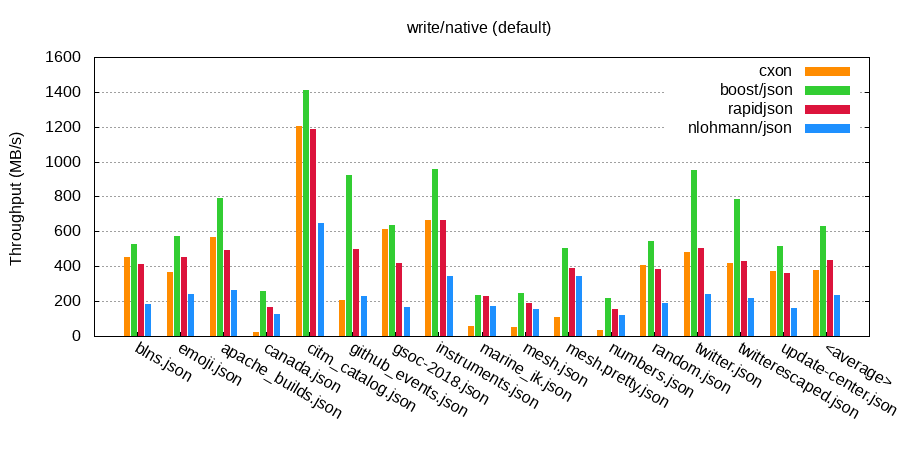 write/native (default)
Throughput (MB/s)
1600
1400
1200
1000
800
600
400
200
0
cxon
boost/json
rapidjson
nlohmann/json
blns.json
emoji.json
apache_builds.json
canada.json
citm_catalog.json
github_events.json
gsoc-2018.json
instruments.json
marine_ik.json
mesh.json
mesh.pretty.json
numbers.json
random.json
twitter.json
twitterescaped.json
update-center.json
<average>